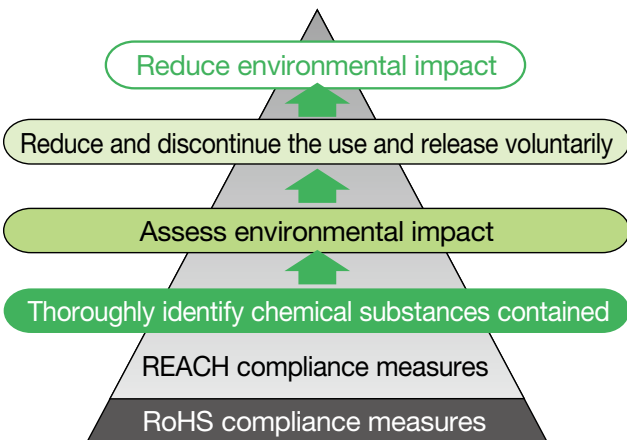 Reduce environmental impact
Reduce and discontinue the use and release voluntarily
Assess environmental impact
Thoroughly identify chemical substances contained
REACH compliance measures
RoHS compliance measures